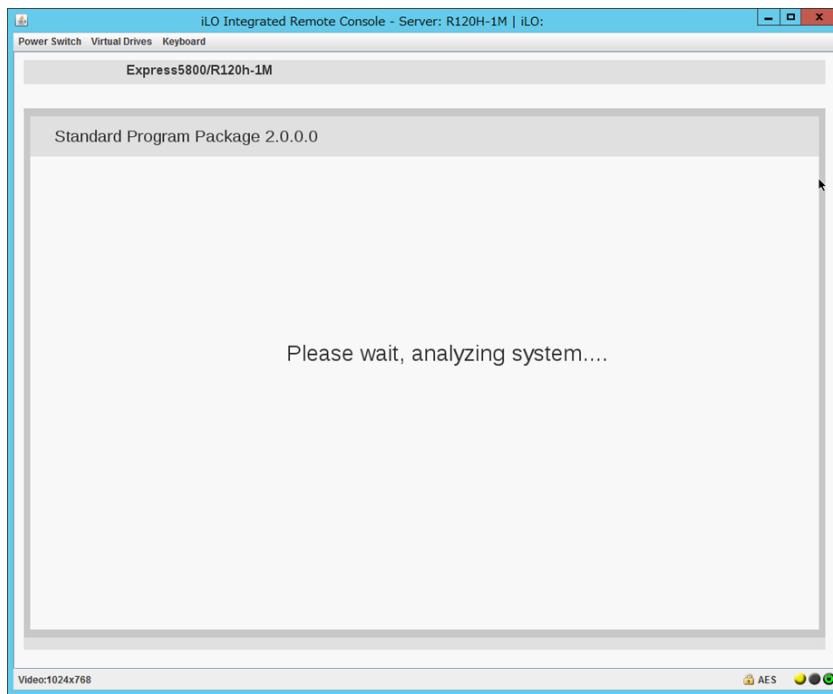 iLO Integrated Remote Console - Server: R120H-1M | iLO:
Power Switch Virtual Drives Keyboard
Express5800/R120h-1M
Standard Program Package 2.0.0.0
Please wait, analyzing system....
Video:1024x768
AES